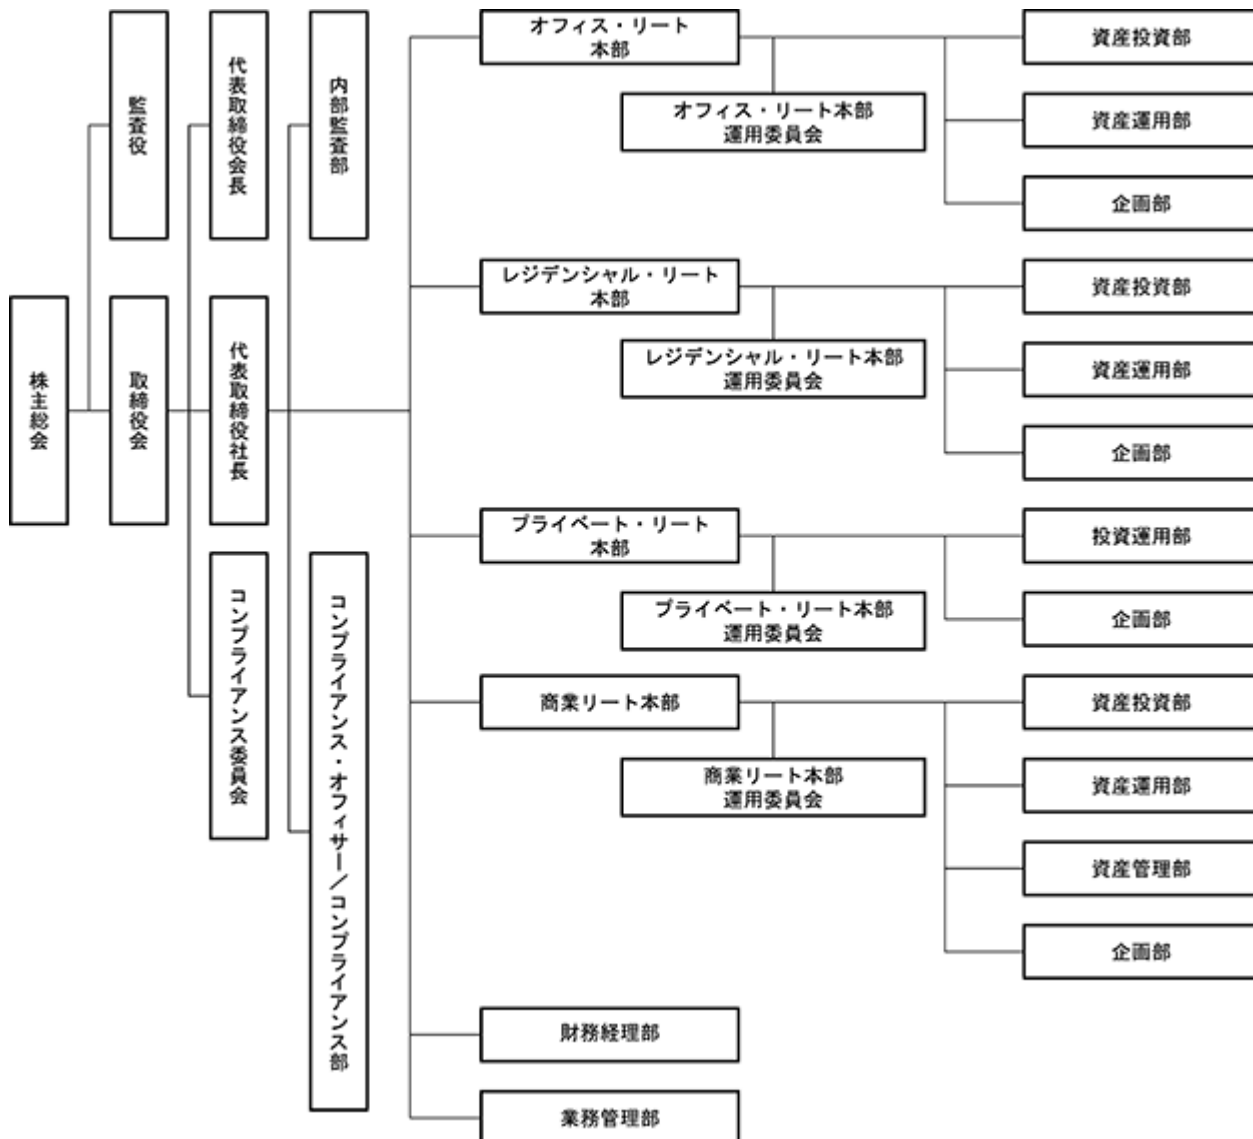 株主総会
監査役
取締役会
代表取締役会長
代表取締役社長
コンプライアンス委員会
内部監査部
コンプライアンス・オフィサー／コンプライアンス部
オフィス・リート
本部
オフィス・リート本部
運用委員会
資産投資部
資産運用部
企画部
レジデンシャル・リート
本部
レジデンシャル・リート本部
運用委員会
資産投資部
資産運用部
企画部
プライベート・リート
本部
プライベート・リート本部
運用委員会
投資運用部
企画部
商業リート本部
商業リート本部
運用委員会
資産投資部
資産運用部
資産管理部
企画部
財務経理部
業務管理部